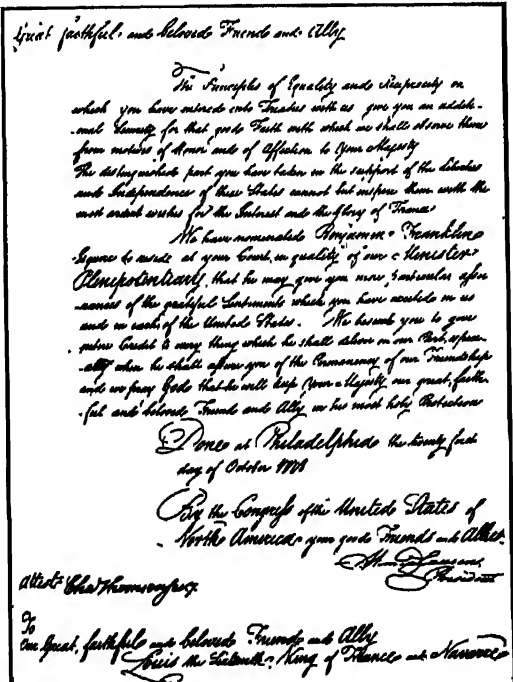 Great faithful and beloved Friend and Ally
The Principles of Equality and Reciprocity on
which you have entered into Treaties with us give you an addit-
-ional Security for that good Faith with which we shall observe them
from motives of Honor and of Affection to your Majesty
The distinguished part you have taken in the support of the Liberties
and Independence of these States cannot but inspire them with the
most ardent wishes for the Interest and the Glory of France
We have nominated Benjamin Franklin
Esquire to reside at your Court in quality of our Minister
Plenipotentiary, that he may give you more particular assu-
-rances of the grateful Sentiments which you have excited in us
and in each of the United States. We beseech you to give
entire Credit to every thing which he shall deliver on our Part, espec-
-ially when he shall assure you of the Permanency of our Friendship
and we pray God that he will keep your Majesty our great, faith-
-ful and beloved Friend and Ally in his most holy Protection
Done at Philadelphia the twenty first
day of October 1778
By the Congress of the United States of
North America your good Friends and Allies.
Henry Laurens
President
Attest Cha Thomson secy
To
Our Great, faithful and beloved Friend and Ally
Louis the Sixteenth King of France and Navarre